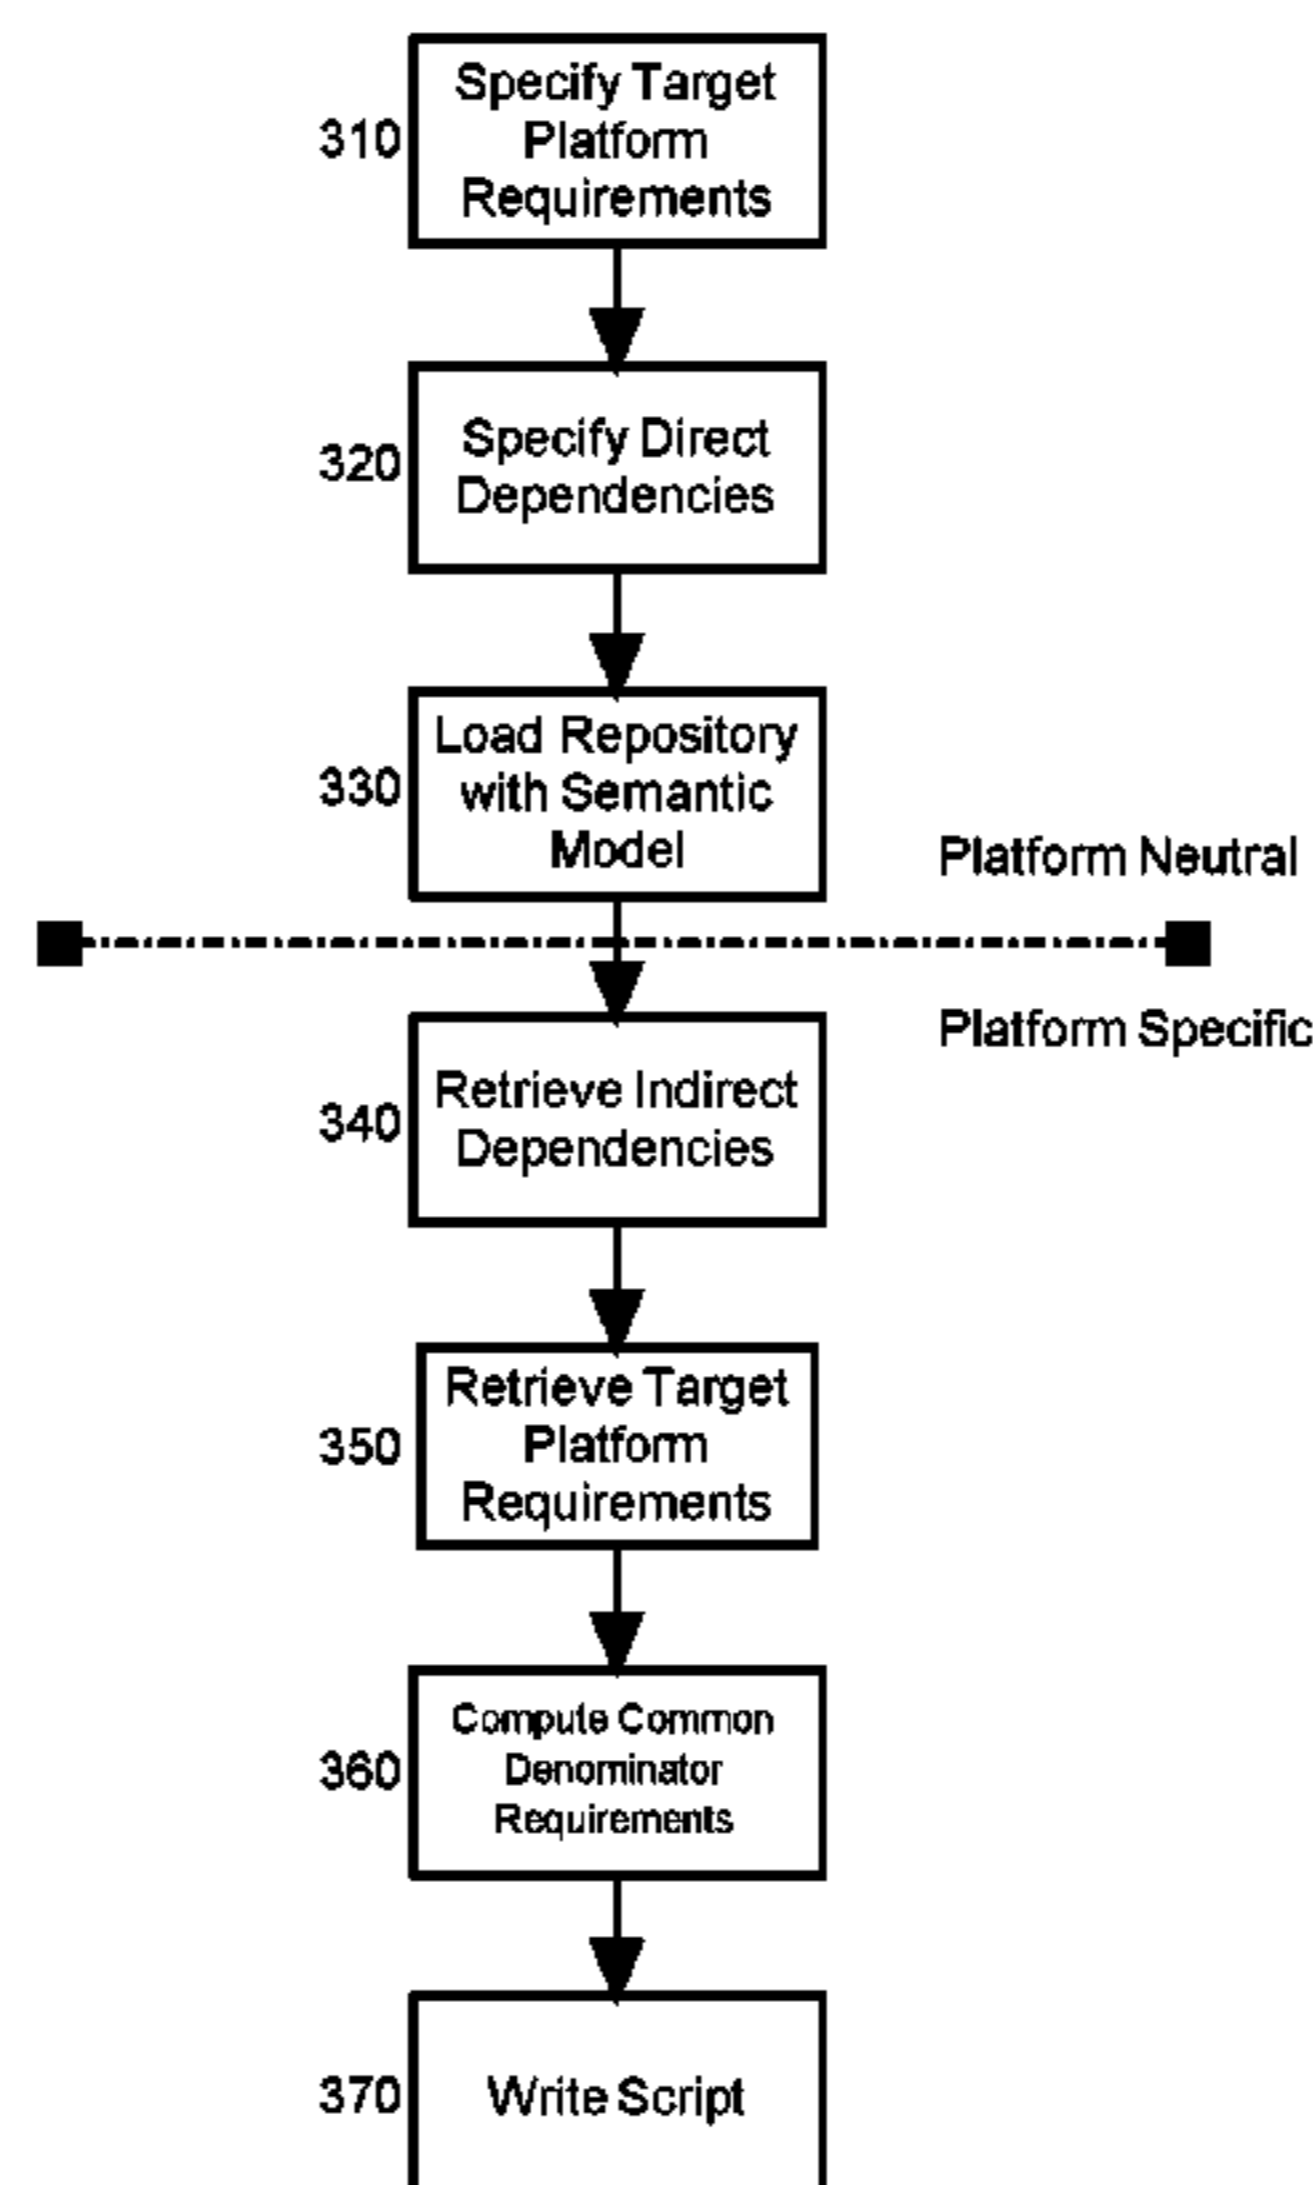 Specify Target
Platform
Requirements
310
Specify Direct
Dependencies
320
Load Repository
with Semantic
Model
330
Platform Neutral
Platform Specific
Retrieve Indirect
Dependencies
340
Retrieve Target
Platform
Requirements
350
Compute Common
Denominator
Requirements
360
Write Script
370